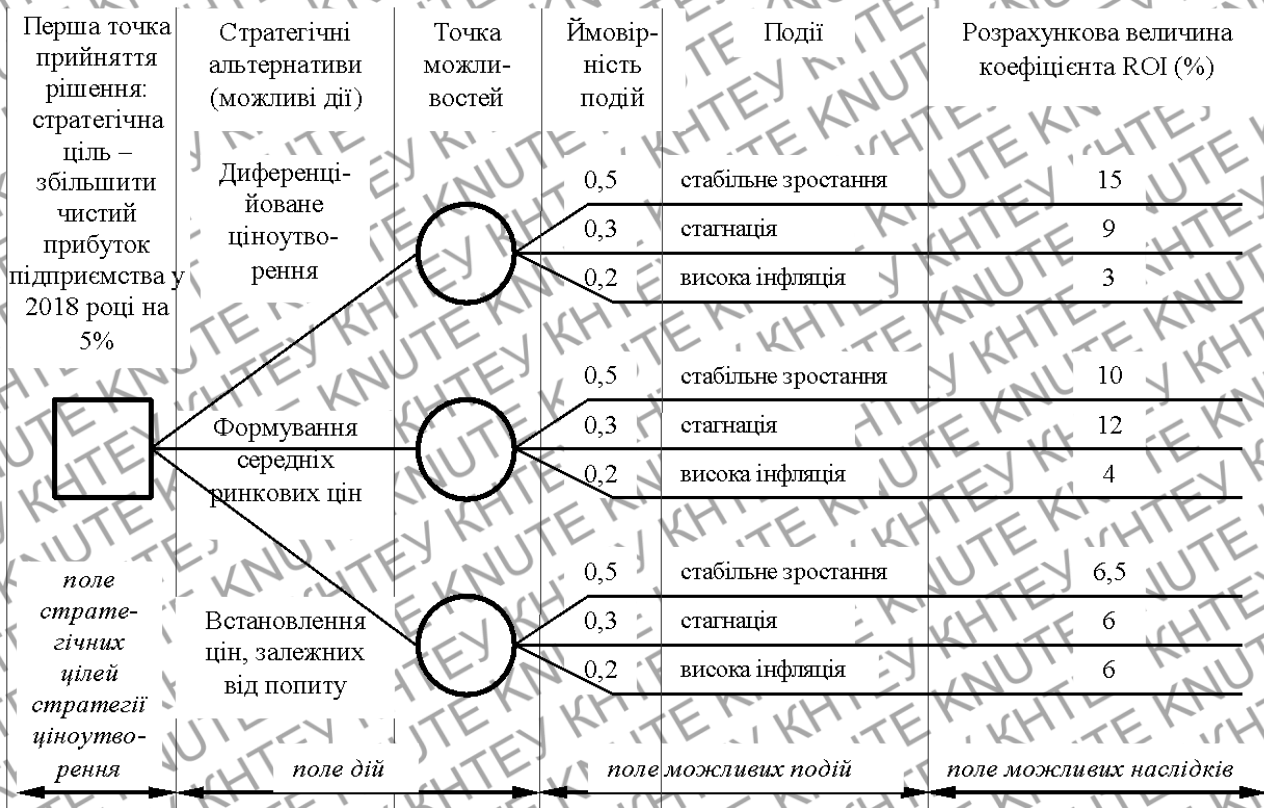 Перша точка
прийняття
рішення:
стратегічна
ціль –
збільшити
чистий
прибуток
підприємства у
2018 році на
5%
Стратегічні
альтернативи
(можливі дії)
Точка
можли-
востей
Ймовір-
ність
подій
Події
Розрахункова величина
коефіцієнта ROI (%)
Диференці-
йоване
ціноутво-
рення
0,5 стабільне зростання 15
0,3 стагнація 9
0,2 висока інфляція 3
Формування
середніх
ринкових цін
0,5 стабільне зростання 10
0,3 стагнація 12
0,2 висока інфляція 4
Встановлення
цін, залежних
від попиту
0,5 стабільне зростання 6,5
0,3 стагнація 6
0,2 висока інфляція 6
поле
страте-
гічних
цілей
стратегії
ціноутво-
рення
поле дій
поле можливих подій
поле можливих наслідків
КНТЕУ KNUTE